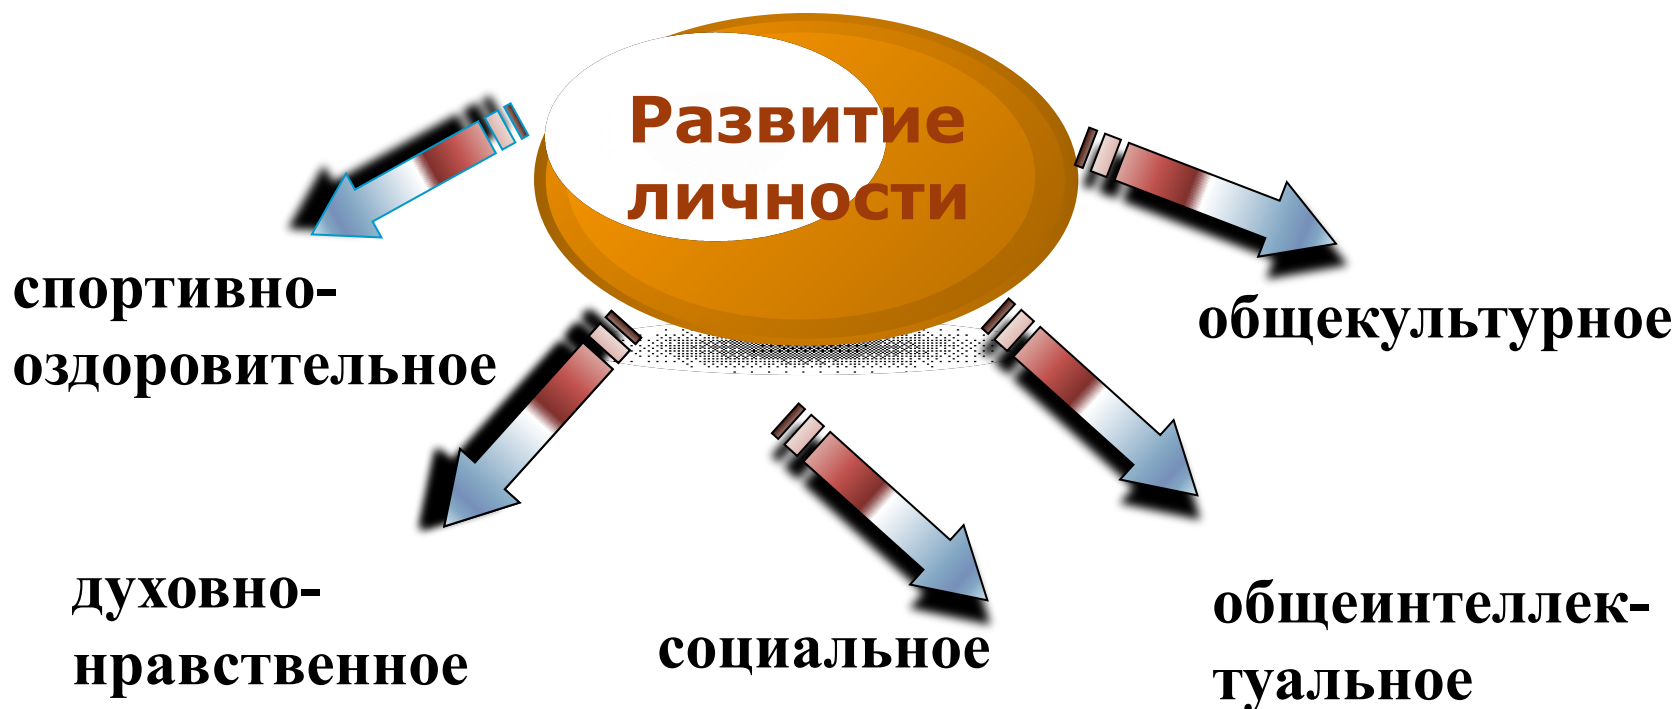 Развитие
личности
спортивно-
оздоровительное
общекультурное
духовно-
нравственное
социальное
общеинтеллек-
туальное